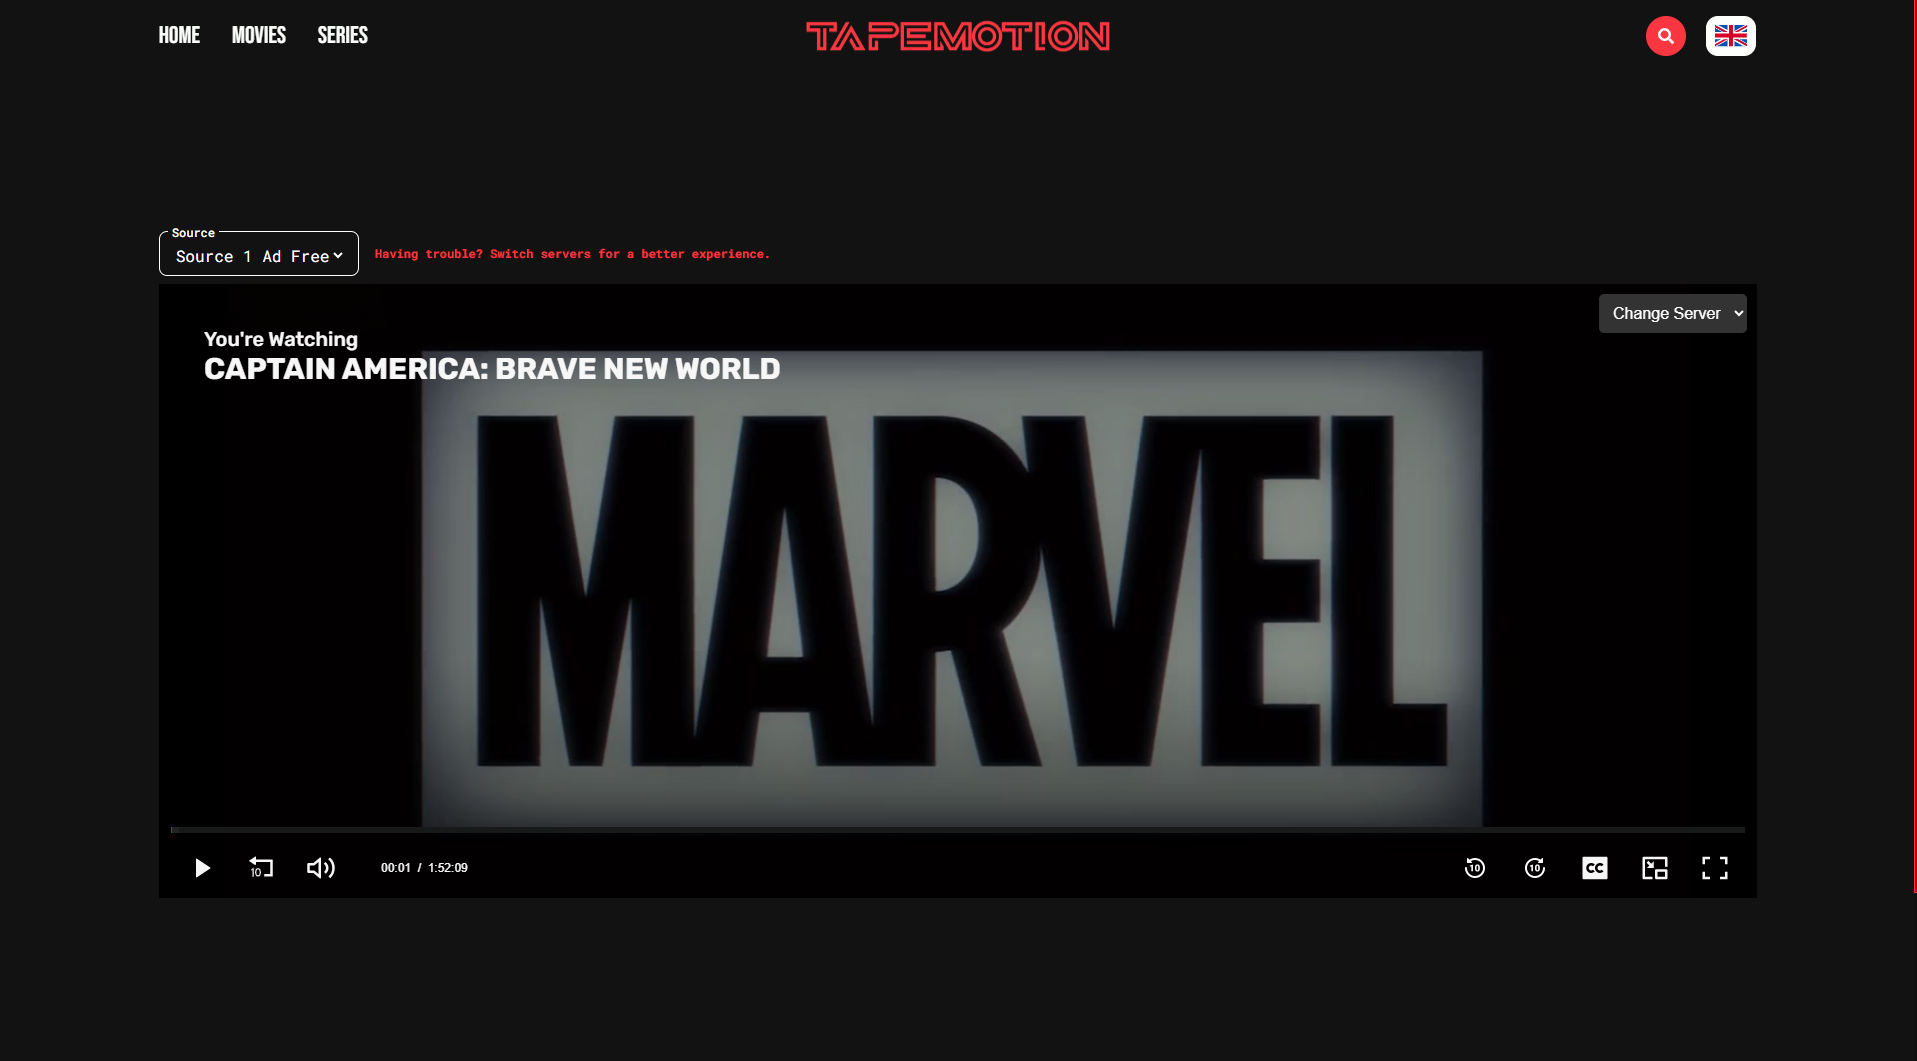 HOME MOVIES SERIES TAPEMOTION
Source
Source 1 Ad Free Having trouble? Switch servers for a better experience.
Change Server
You're Watching
CAPTAIN AMERICA: BRAVE NEW WORLD
MARVEL
10 00:01 / 1:52:09 10 10 CC